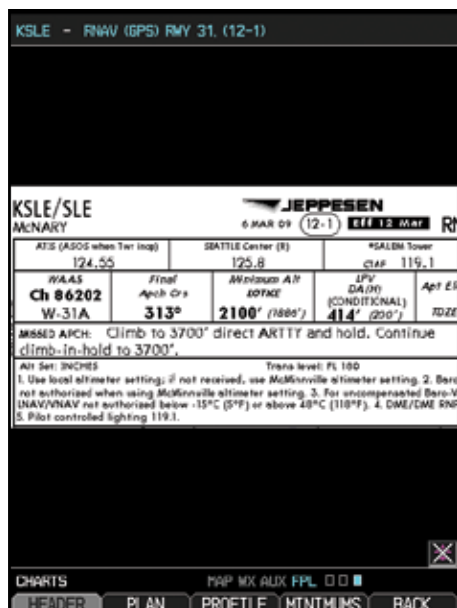 KSLE - RNAV (GPS) RWY 31, (12-1)
KSLE/SLE
McNARY
JEPPESEN
6 MAR 09 (12-1) Eff 12 Mar RN
ATIS (ASOS when Twr inop) SEATTLE Center (R) *SALEM Tower
124.55 125.8 CTAF 119.1
WAAS Final Minimum Alt LPV Apt El
Ch 86202 Apch Crs DA(H)
W-31A 313° 2100' (1886') (CONDITIONAL) TDZE
414' (200')
MISSED APCH: Climb to 3700' direct ARTTY and hold. Continue
climb-in-hold to 3700'.
Alt Set: INCHES Trans level: FL 180
1. Use local altimeter setting; if not received, use McMinnville altimeter setting. 2. Baro-V
not authorized when using McMinnville altimeter setting. 3. For uncompensated Baro-V
LNAV/VNAV not authorized below -15°C (5°F) or above 48°C (118°F). 4. DME/DME RNP
5. Pilot controlled lighting 119.1.
CHARTS MAP WX AUX FPL
HEADER PLAN PROFILE MINIMUMS BACK